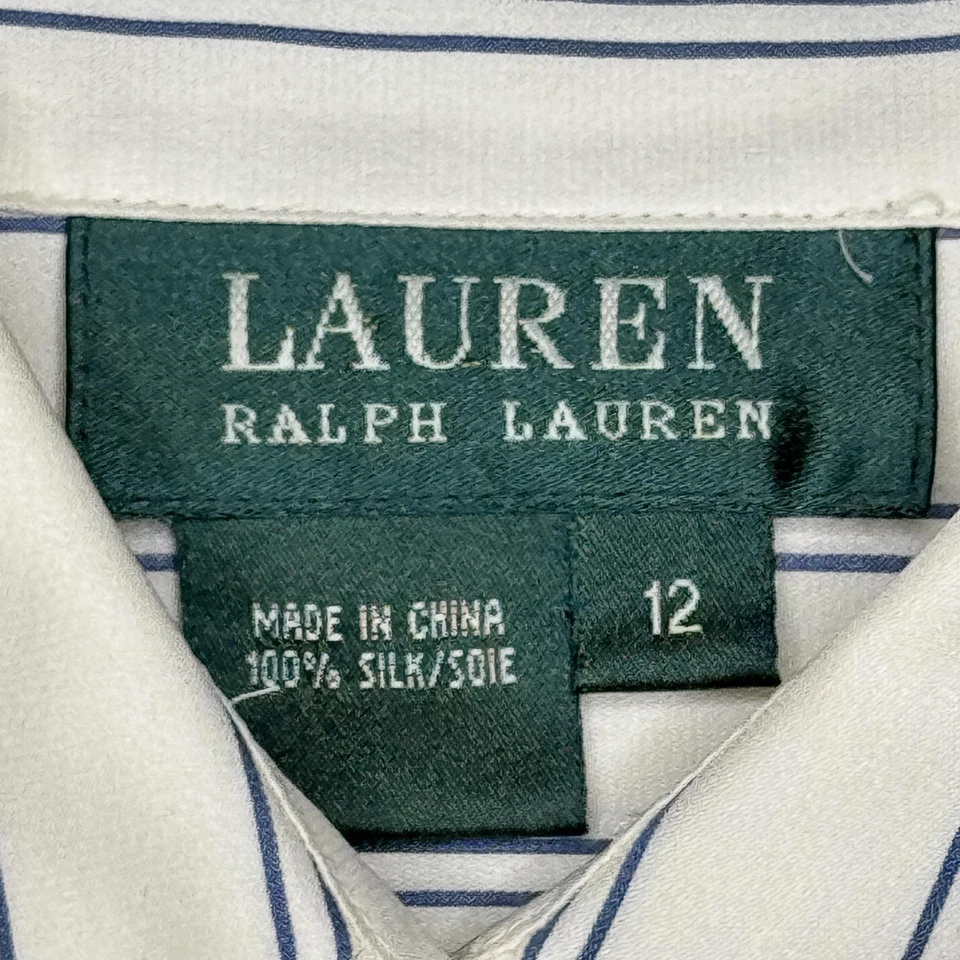 LAUREN
RALPH LAUREN
MADE IN CHINA
100% SILK/SOIE
12